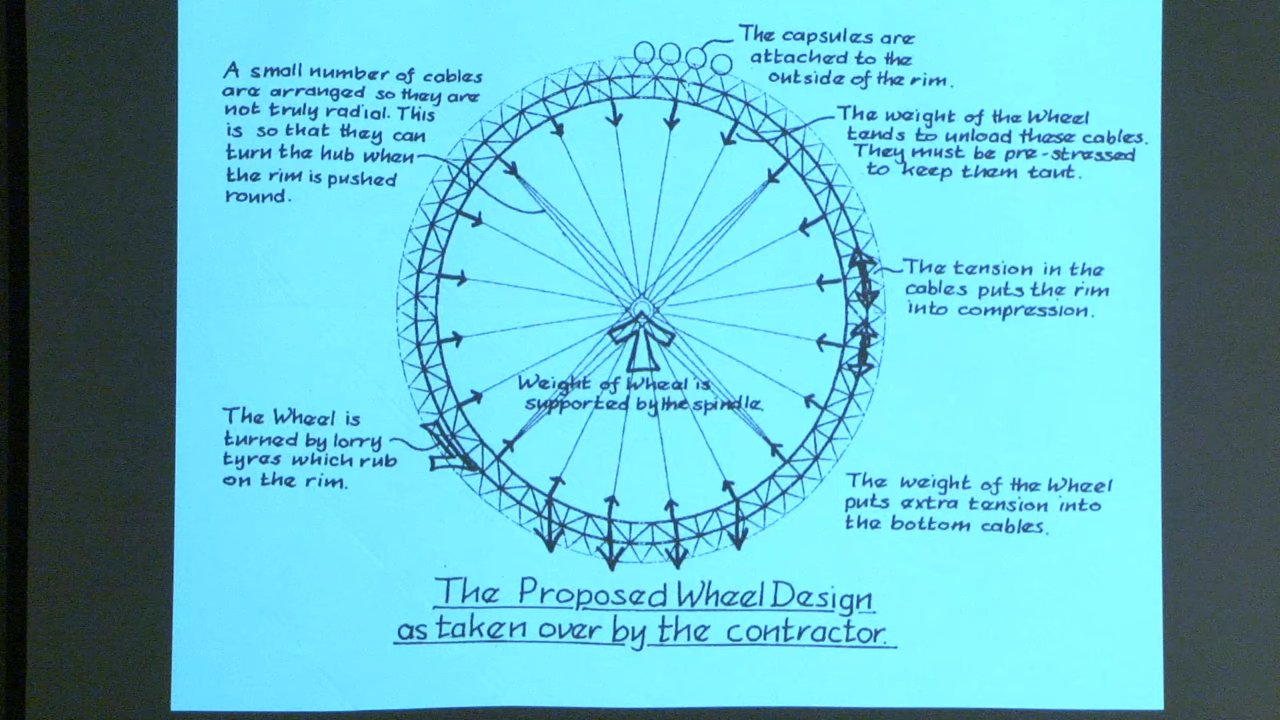 The capsules are
attached to the
outside of the rim.
A small number of cables
are arranged so they are
not truly radial. This
is so that they can
turn the hub when
the rim is pushed
round.
The weight of the Wheel
tends to unload these cables.
They must be pre-stressed
to keep them taut.
The tension in the
cables puts the rim
into compression.
Weight of Wheel is
supported by the spindle.
The Wheel is
turned by lorry
tyres which rub
on the rim.
The weight of the Wheel
puts extra tension into
the bottom cables.
The Proposed Wheel Design
as taken over by the contractor.